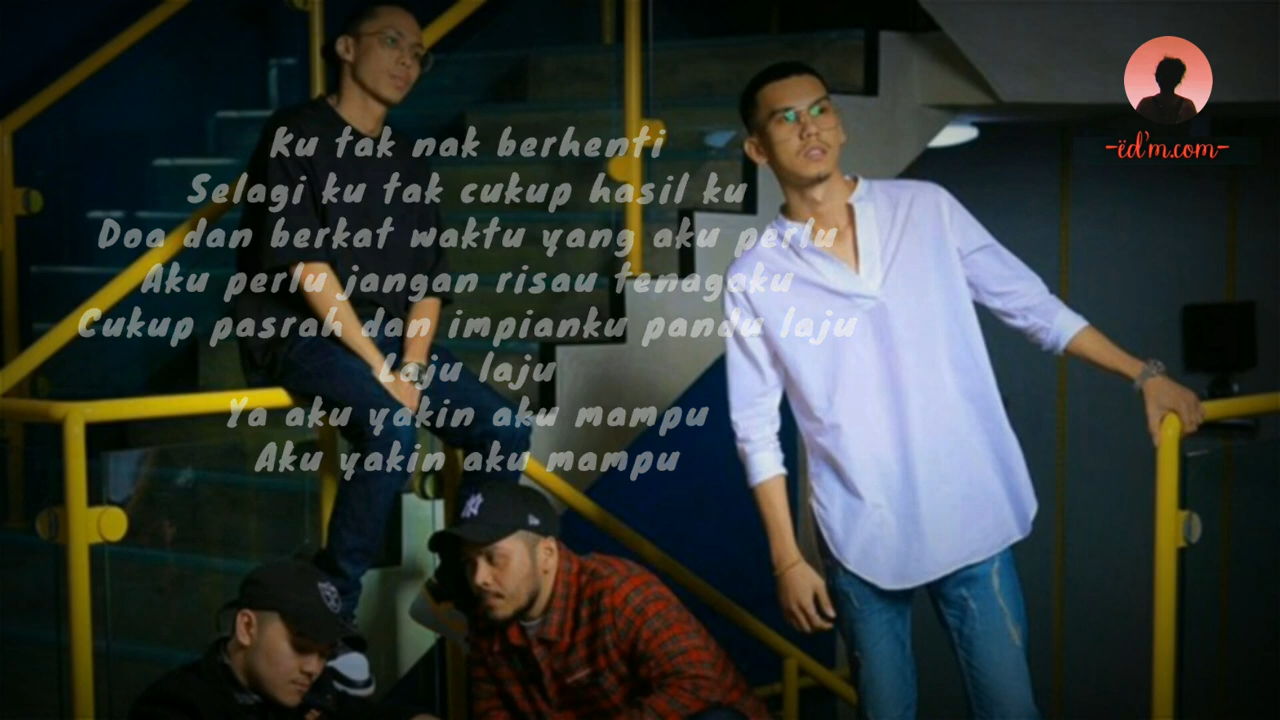 Ku tak nak berhenti
Selagi ku tak cukup hasil ku
Doa dan berkat waktu yang aku perlu
Aku perlu jangan risau tenagaku
Cukup pasrah dan impianku pandu laju
Laju laju
Ya aku yakin aku mampu
Aku yakin aku mampu
-ëd'm.com-